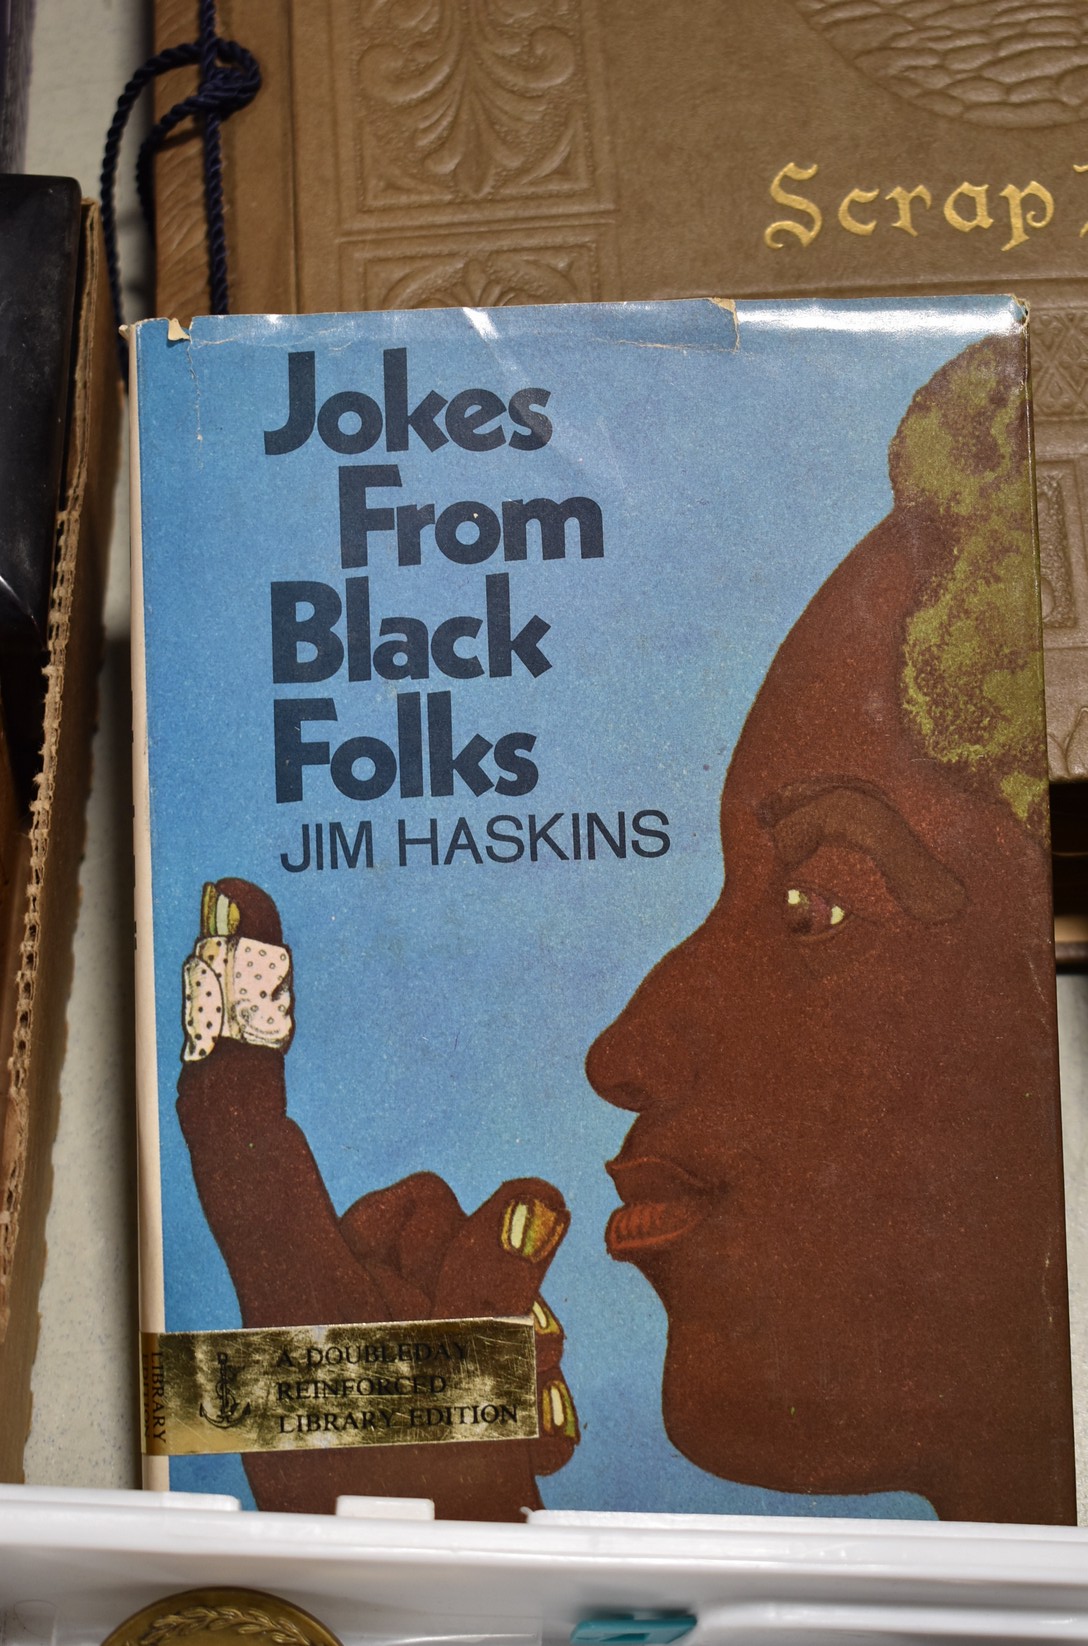 Scrap
Jokes
From
Black
Folks
JIM HASKINS
A DOUBLEDAY
REINFORCED
LIBRARY EDITION
LIBRARY